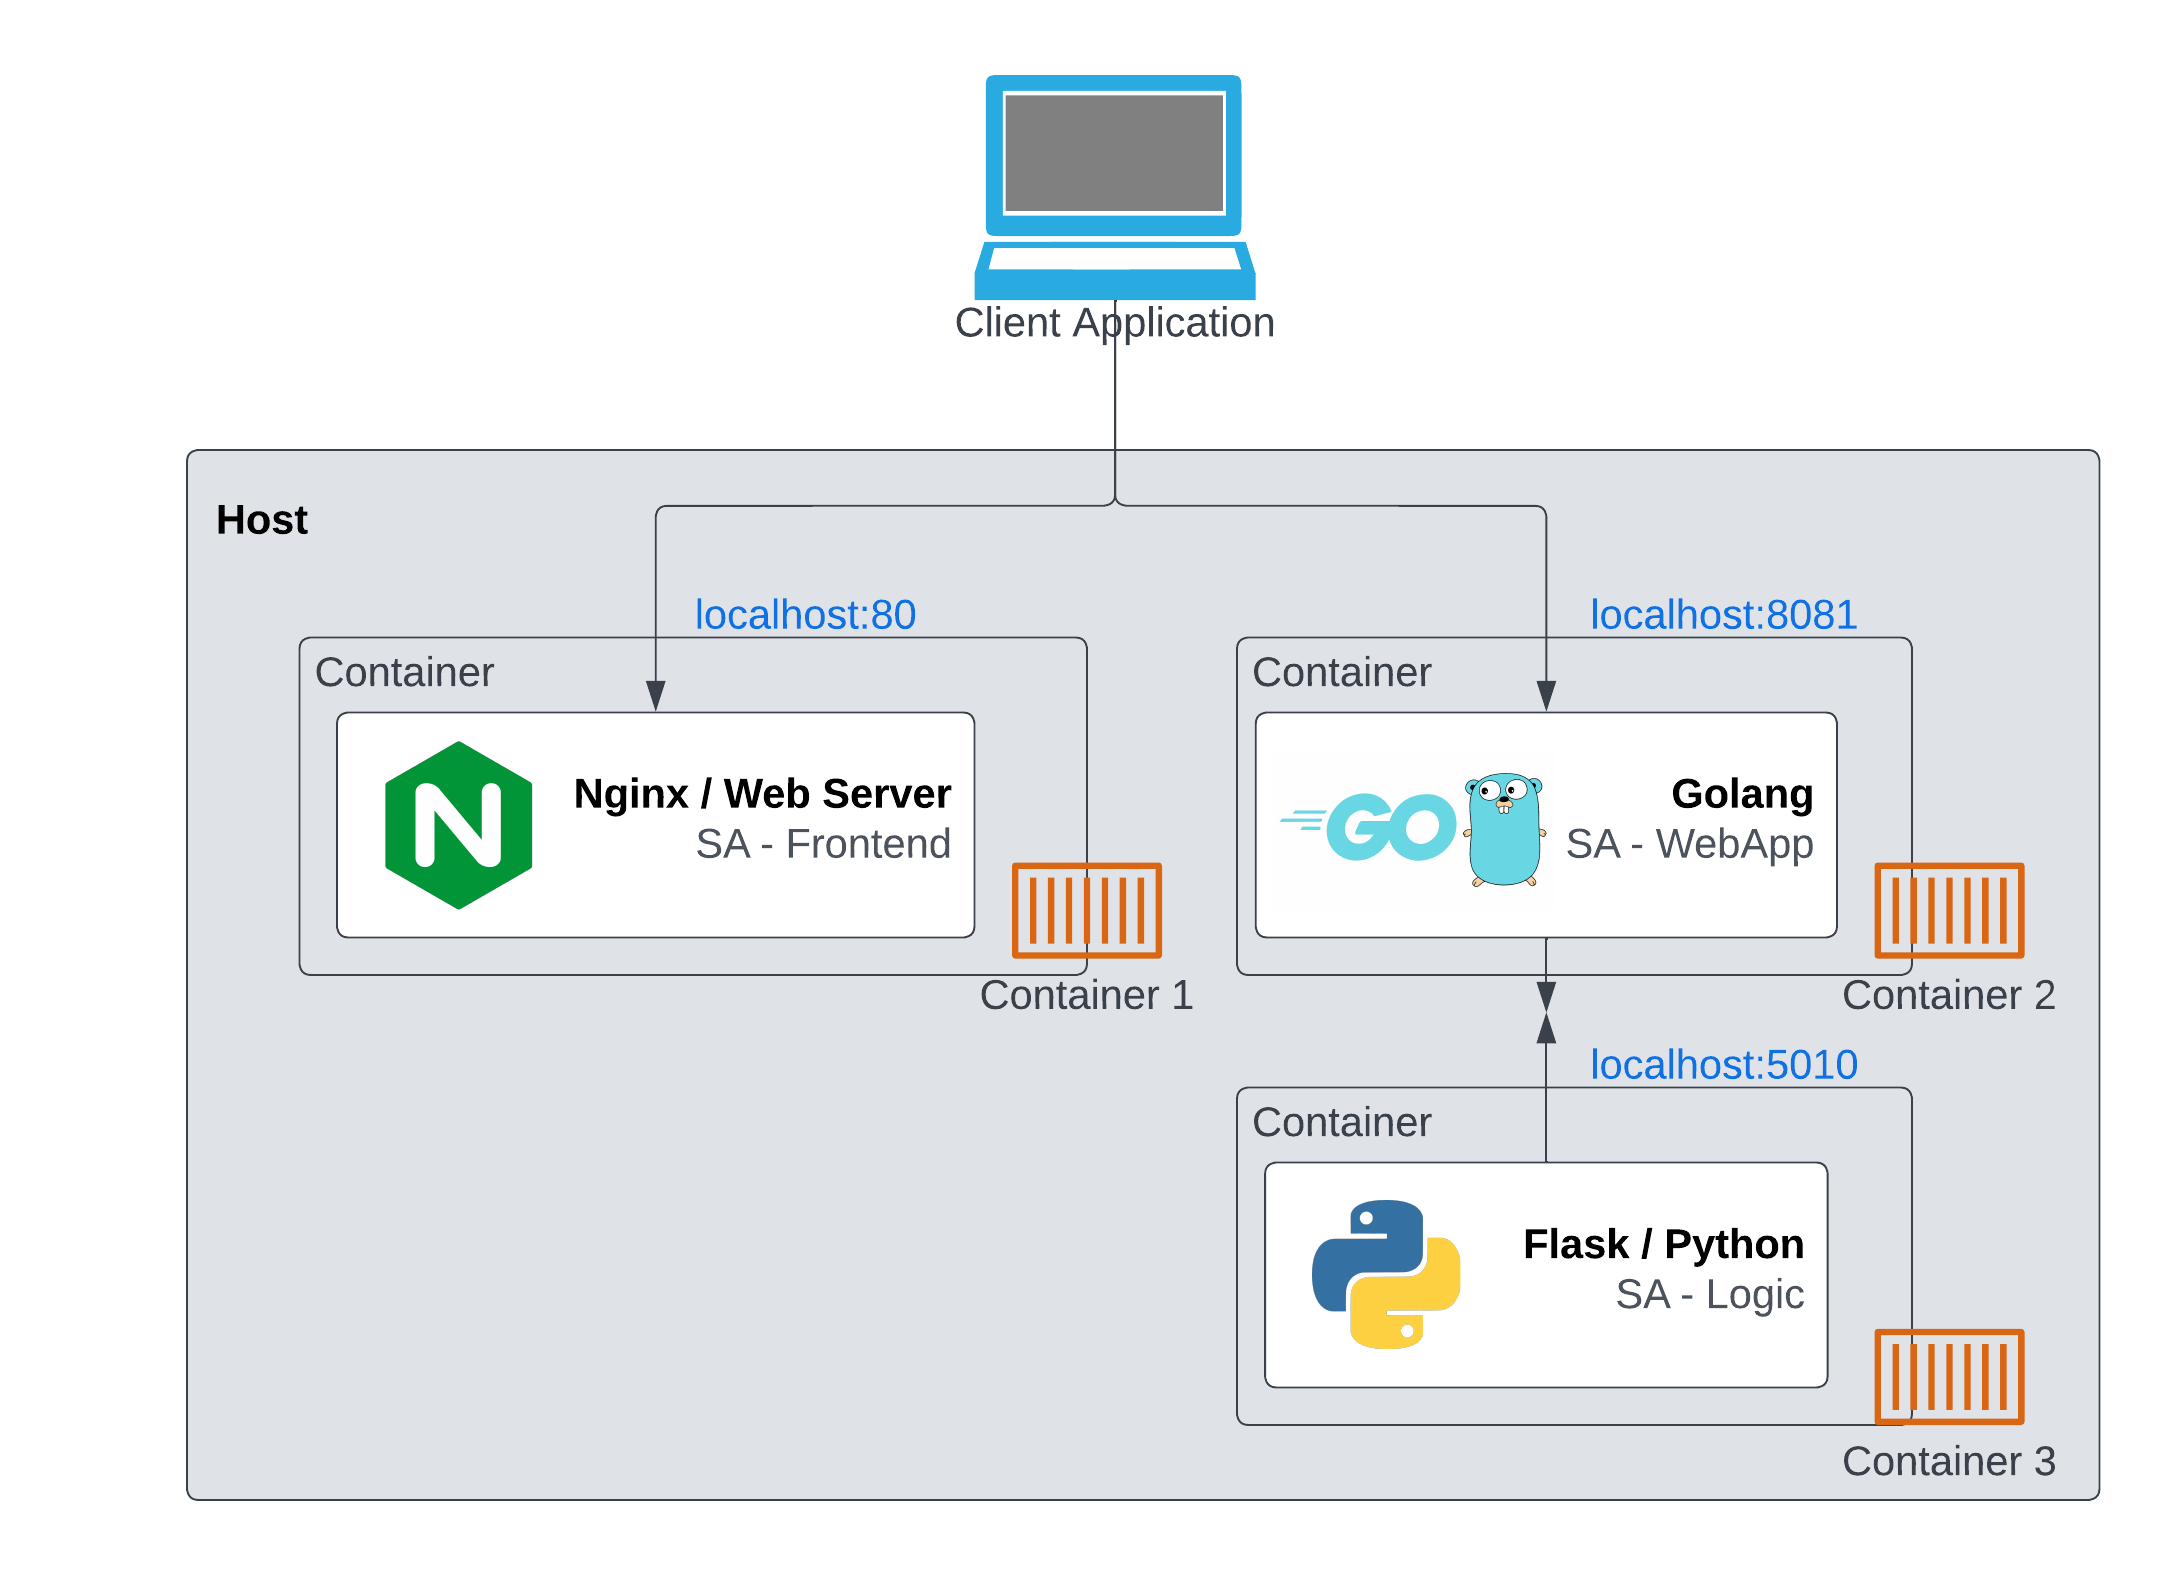 Client Application
Host
localhost:80
localhost:8081
Container
Container
Nginx / Web Server
SA - Frontend
GO
Golang
SA - WebApp
Container 1
Container 2
localhost:5010
Container
Flask / Python
SA - Logic
Container 3